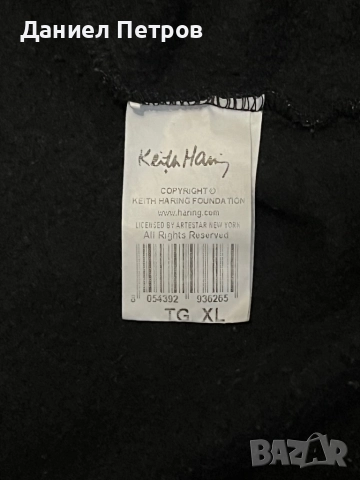 Даниел Петров
Keith Haring
COPYRIGHT ©
KEITH HARING FOUNDATION
www.haring.com
LICENSED BY ARTESTAR NEW YORK
All Rights Reserved
8 054392 936265
TG XL
BAZAR